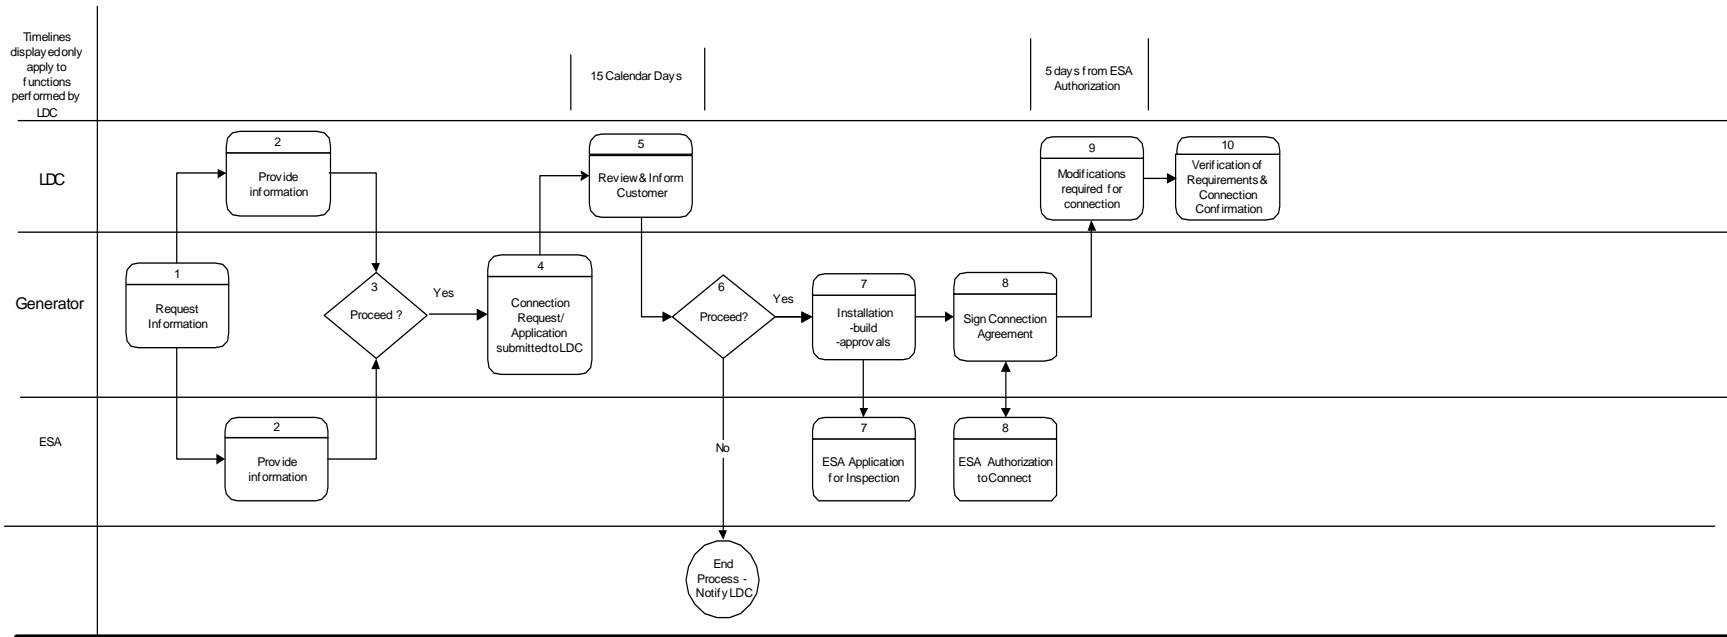 Timelines
displayed only
apply to
functions
performed by
LDC
15 Calendar Days
5 days from ESA
Authorization
LDC
2
Provide
information
5
Review & Inform
Customer
9
Modifications
required for
connection
10
Verification of
Requirements &
Connection
Confirmation
Generator
1
Request
Information
3
Proceed ?
Yes
4
Connection
Request/
Application
submitted to LDC
6
Proceed?
Yes
7
Installation
-build
-approvals
8
Sign Connection
Agreement
ESA
2
Provide
information
No
7
ESA Application
for Inspection
8
ESA Authorization
to Connect
End
Process -
Notify LDC